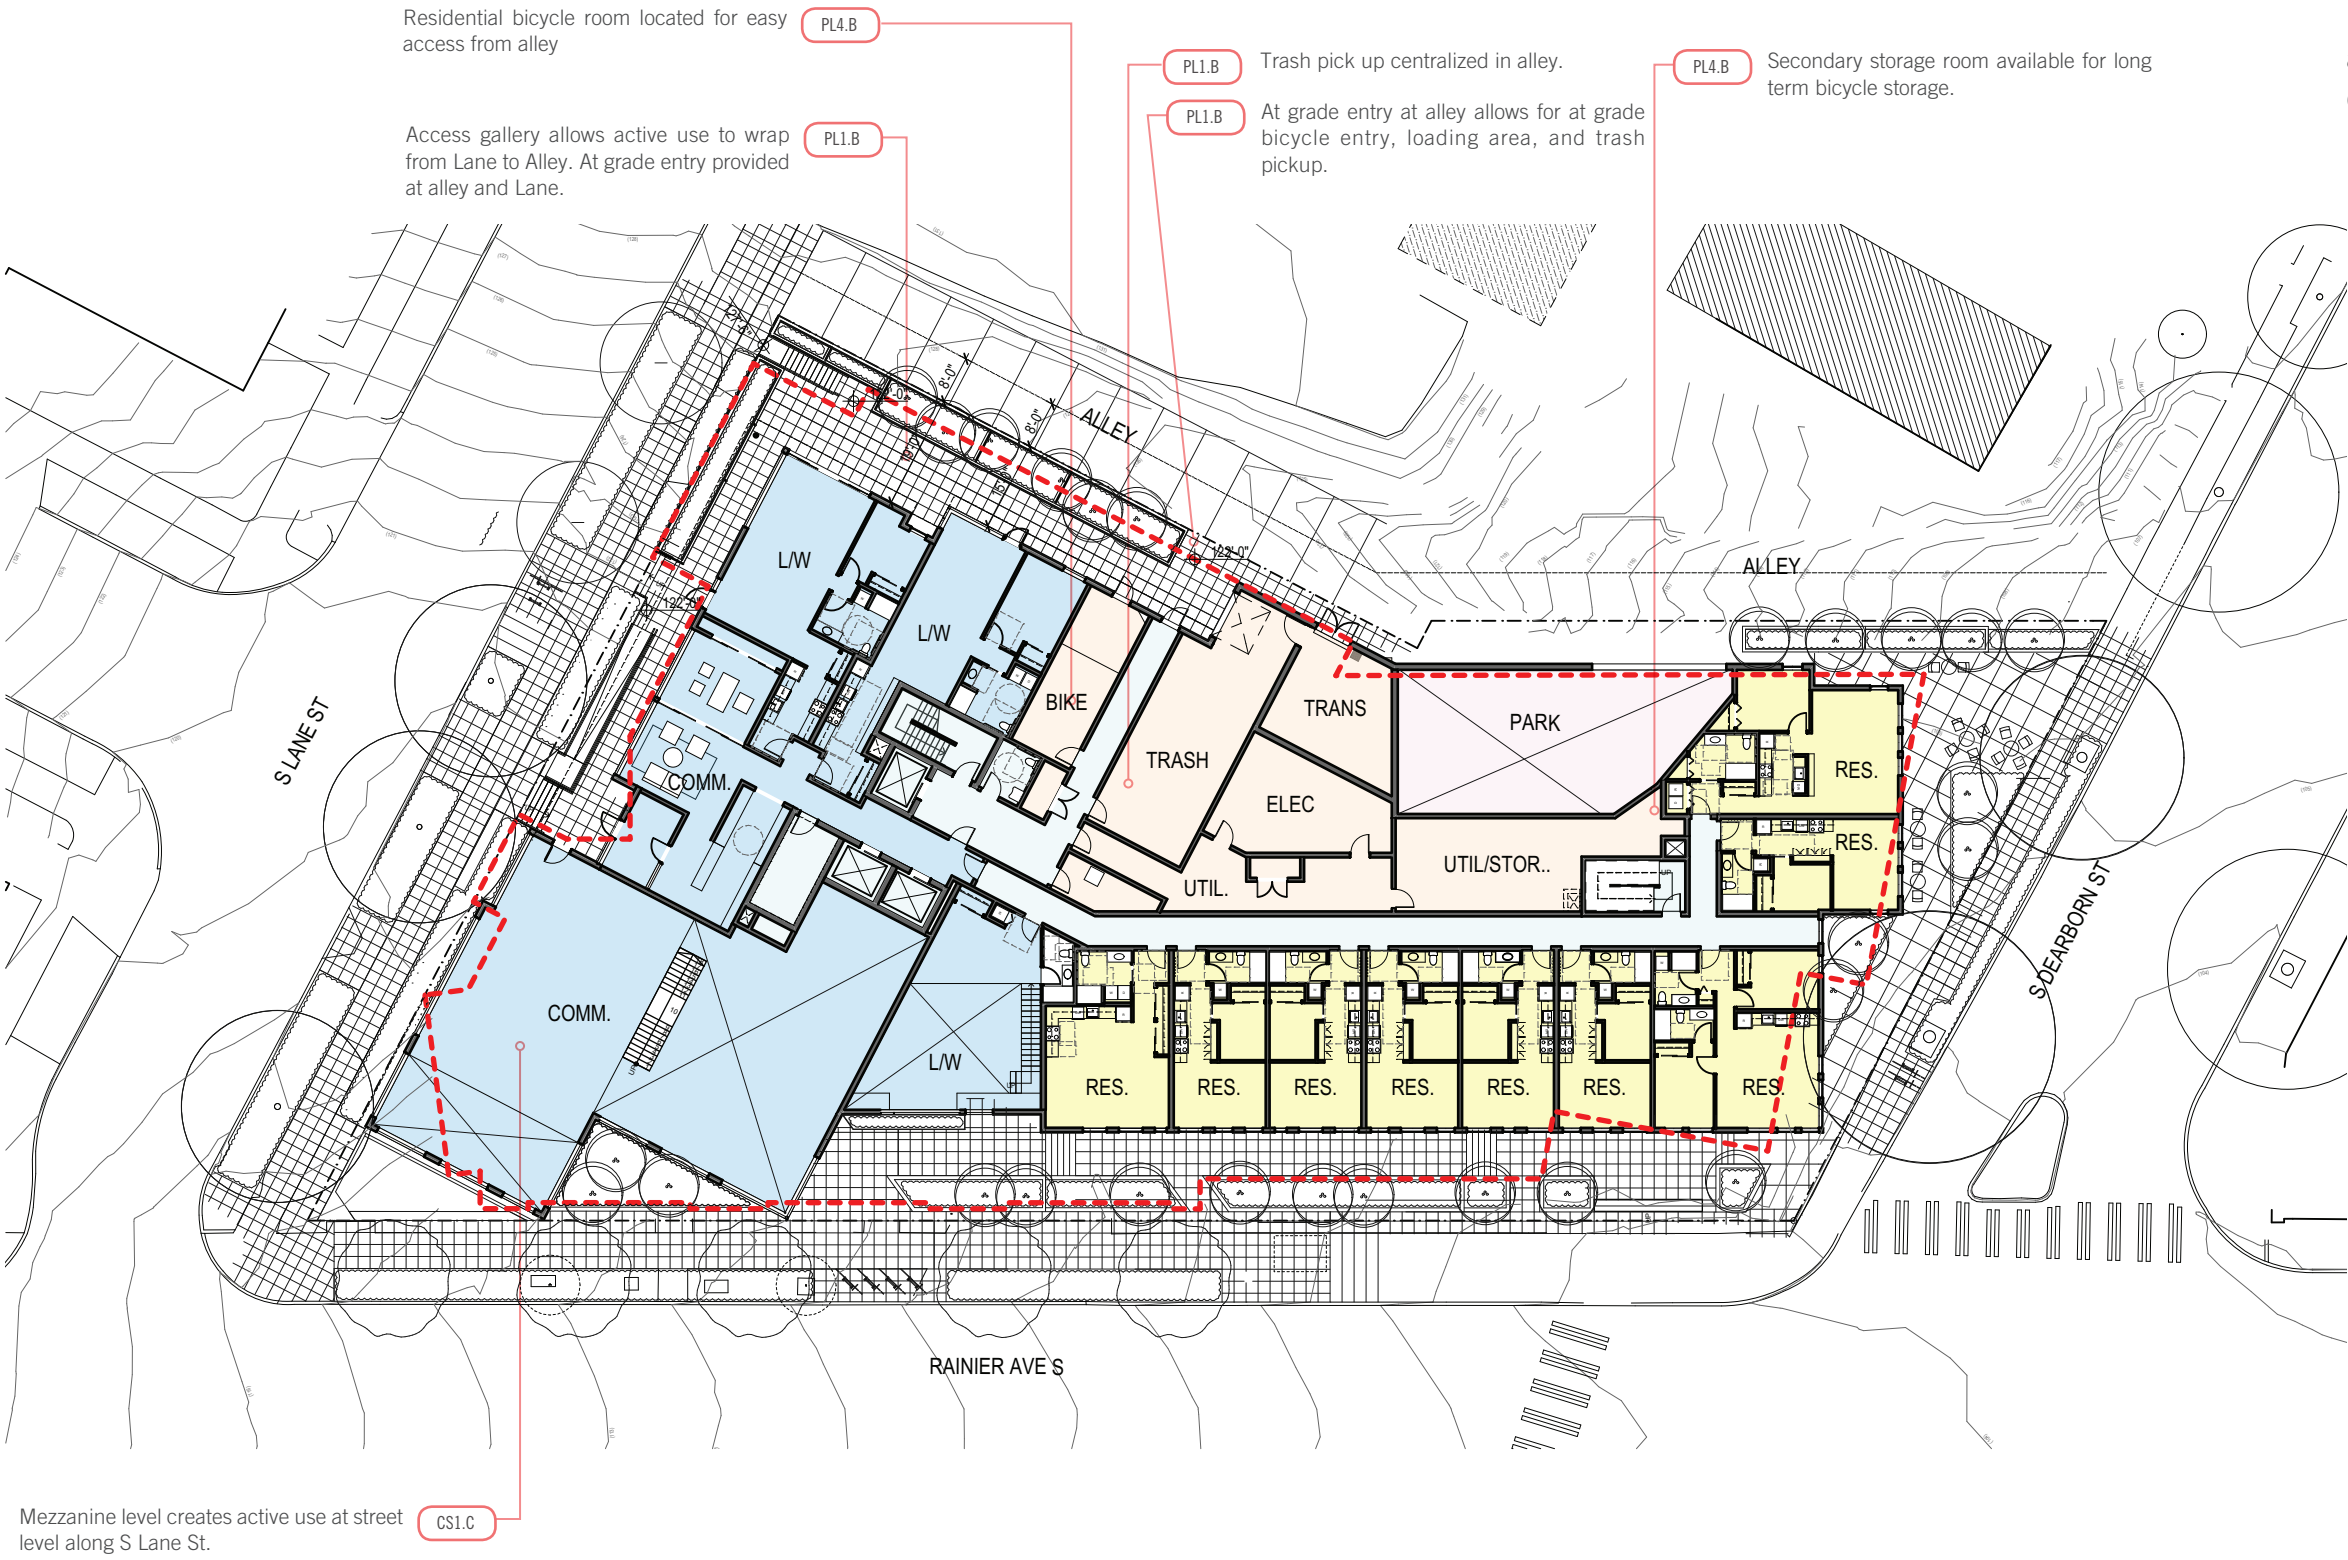 Residential bicycle room located for easy
access from alley
PL4.B
PL1.B
Trash pick up centralized in alley.
PL4.B
Secondary storage room available for long
term bicycle storage.
PL1.B
At grade entry at alley allows for at grade
bicycle entry, loading area, and trash
pickup.
Access gallery allows active use to wrap
from Lane to Alley. At grade entry provided
at alley and Lane.
PL1.B
8'-0"
8'-0"
ALLEY
122'-0"
ALLEY
L/W
122'-0"
L/W
BIKE
TRANS
PARK
S LANE ST
TRASH
RES.
COMM.
ELEC
RES.
UTIL/STOR..
UTIL.
UP
S DEARBORN ST
COMM.
L/W
UP
RES.
RES.
RES.
RES.
RES.
RES.
RES.
RAINIER AVE S
Mezzanine level creates active use at street
level along S Lane St.
CS1.C